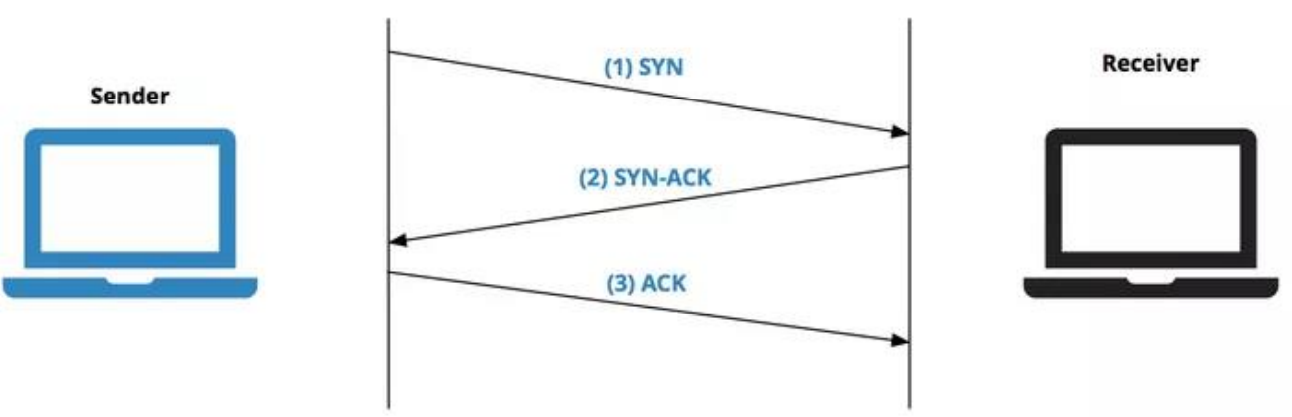 Sender
(1) SYN
Receiver
(2) SYN-ACK
(3) ACK